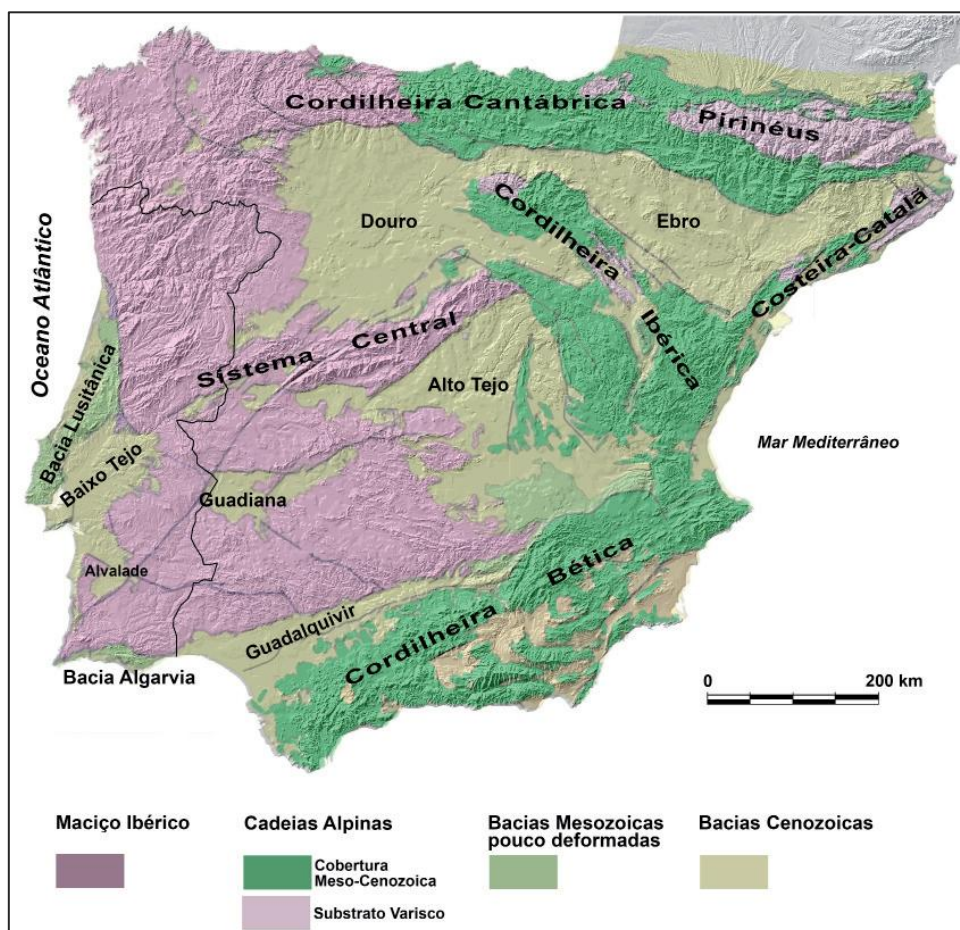 Cordilheira Cantábrica
Pirinéus
Oceano Atlântico
Douro
Cordilheira
Ibérica
Ebro
Costeira-Catalã
Sistema Central
Alto Tejo
Mar Mediterrâneo
Bacia Lusitânica
Baixo Tejo
Guadiana
Alvalade
Guadalquivir
Cordilheira Bética
Bacia Algarvia
0 200 km
Maciço Ibérico
Cadeias Alpinas
Cobertura
Meso-Cenozoica
Substrato Varisco
Bacias Mesozoicas
pouco deformadas
Bacias Cenozoicas